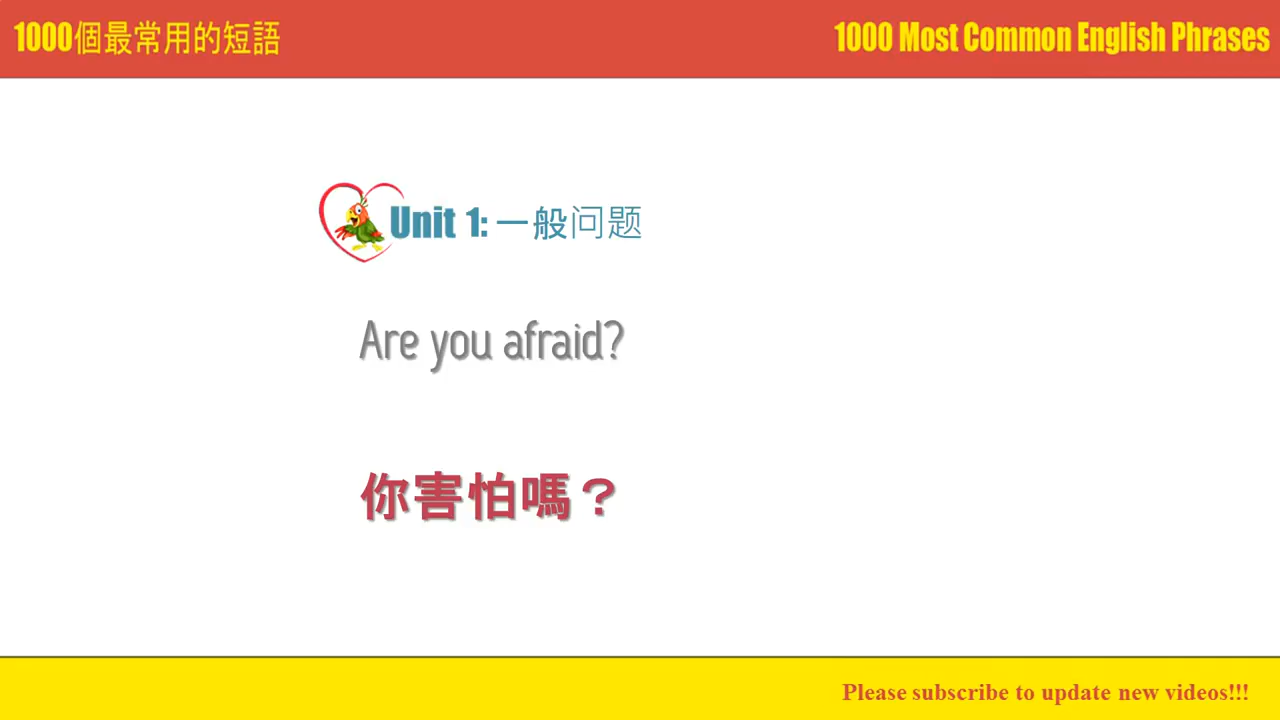 1000個最常用的短語
1000 Most Common English Phrases
Unit 1: 一般问题
Are you afraid?
你害怕嗎？
Please subscribe to update new videos!!!